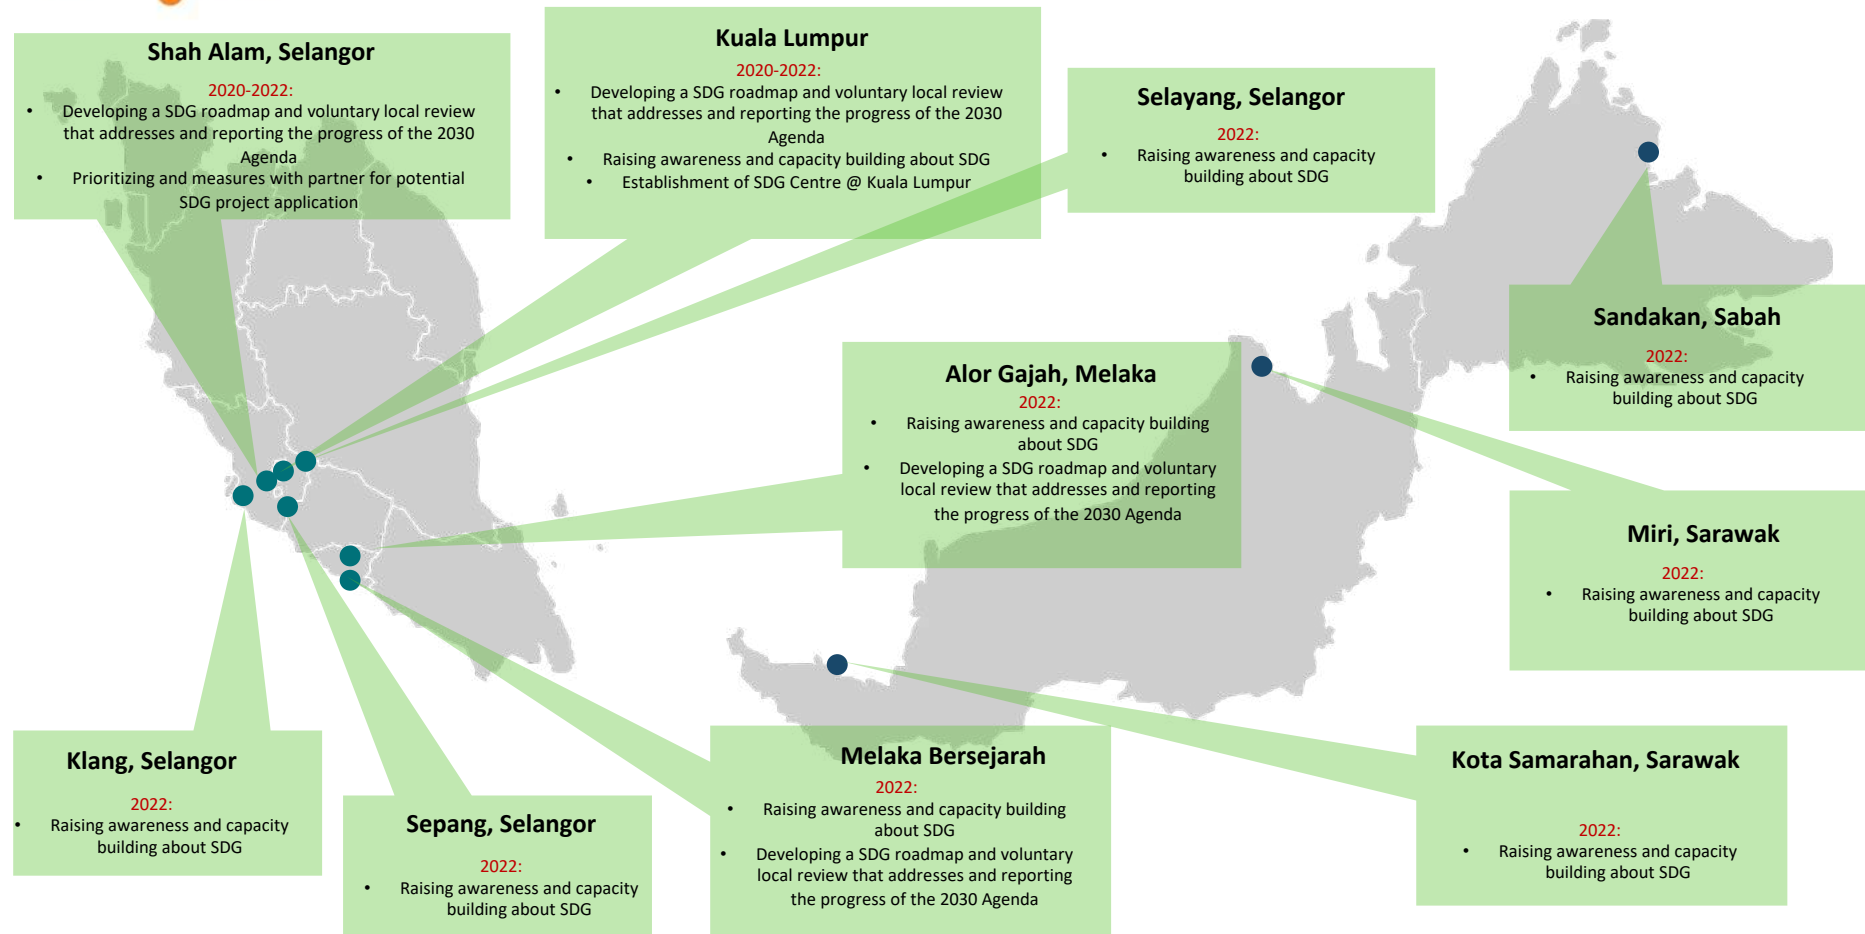 Shah Alam, Selangor
2020-2022:
• Developing a SDG roadmap and voluntary local review
that addresses and reporting the progress of the 2030
Agenda
• Prioritizing and measures with partner for potential
SDG project application
Kuala Lumpur
2020-2022:
• Developing a SDG roadmap and voluntary local review
that addresses and reporting the progress of the 2030
Agenda
• Raising awareness and capacity building about SDG
• Establishment of SDG Centre @ Kuala Lumpur
Selayang, Selangor
2022:
• Raising awareness and capacity
building about SDG
Sandakan, Sabah
2022:
• Raising awareness and capacity
building about SDG
Alor Gajah, Melaka
2022:
• Raising awareness and capacity building
about SDG
• Developing a SDG roadmap and voluntary
local review that addresses and reporting
the progress of the 2030 Agenda
Miri, Sarawak
2022:
• Raising awareness and capacity
building about SDG
Klang, Selangor
2022:
• Raising awareness and capacity
building about SDG
Sepang, Selangor
2022:
• Raising awareness and capacity
building about SDG
Melaka Bersejarah
2022:
• Raising awareness and capacity building
about SDG
• Developing a SDG roadmap and voluntary
local review that addresses and reporting
the progress of the 2030 Agenda
Kota Samarahan, Sarawak
2022:
• Raising awareness and capacity
building about SDG